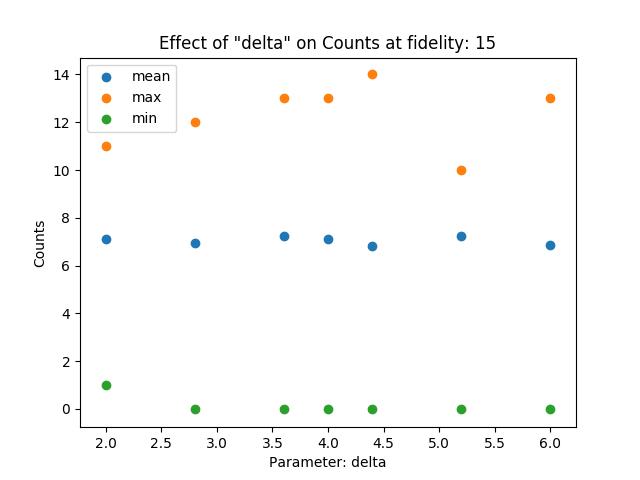 Effect of "delta" on Counts at fidelity: 15
mean
max
min
14
12
10
8
6
4
2
0
Counts
2.0 2.5 3.0 3.5 4.0 4.5 5.0 5.5 6.0
Parameter: delta